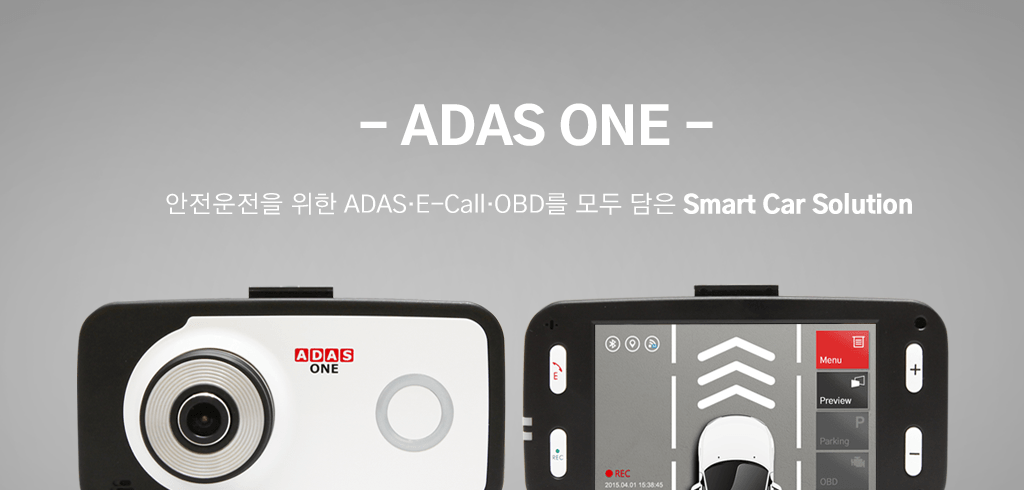 - ADAS ONE -
안전운전을 위한 ADAS·E-Call·OBD를 모두 담은 Smart Car Solution
ADAS
ONE
E
REC
Menu
Preview
P
Parking
OBD
+
-
REC
2015.04.01 15:38:45